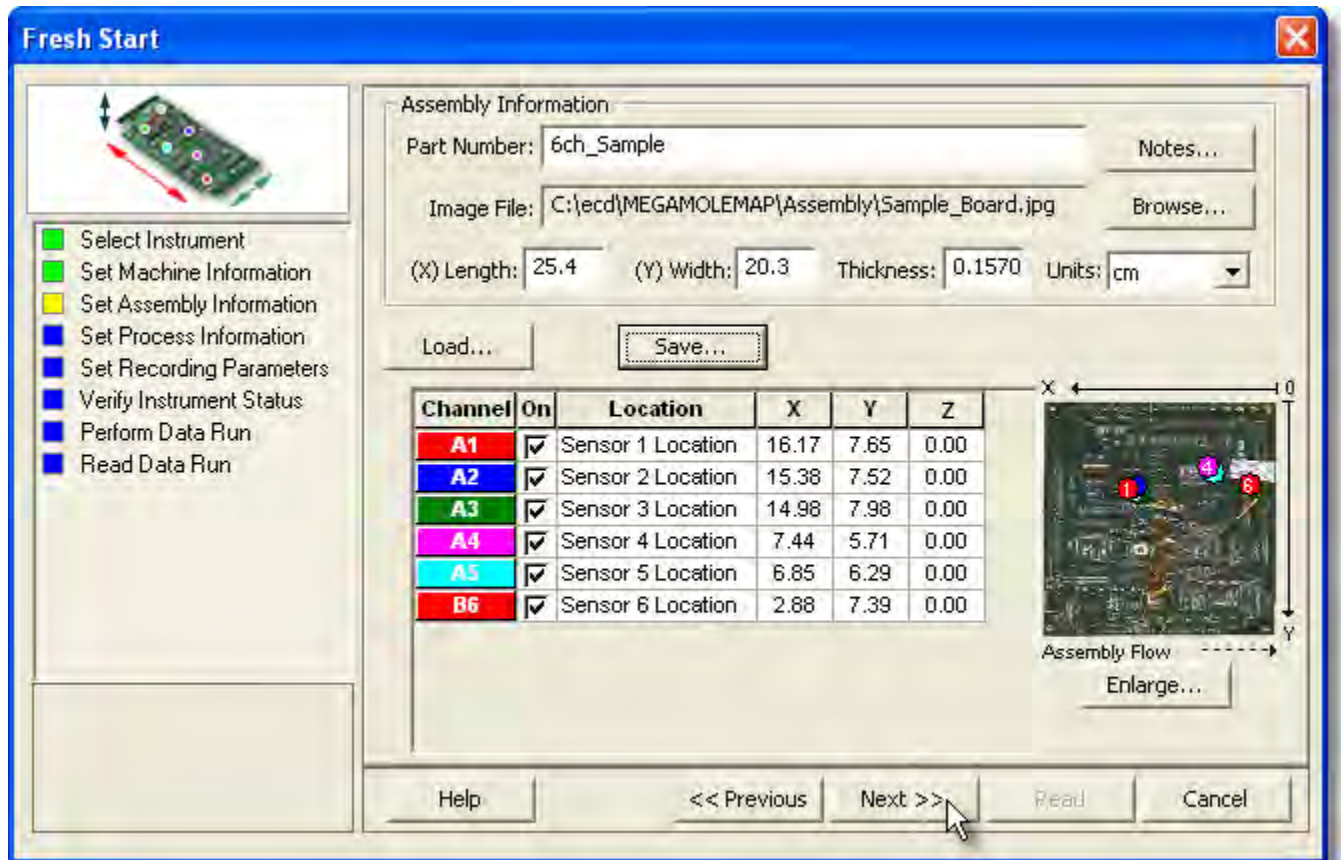 Fresh Start
Select Instrument
Set Machine Information
Set Assembly Information
Set Process Information
Set Recording Parameters
Verify Instrument Status
Perform Data Run
Read Data Run
Assembly Information
Part Number: 6ch_Sample Notes...
Image File: C:\ecd\MEGAMOLEMAP\Assembly\Sample_Board.jpg Browse...
(X) Length: 25.4 (Y) Width: 20.3 Thickness: 0.1570 Units: cm
Load... Save...
Channel On Location X Y Z
A1 Sensor 1 Location 16.17 7.65 0.00
A2 Sensor 2 Location 15.38 7.52 0.00
A3 Sensor 3 Location 14.98 7.98 0.00
A4 Sensor 4 Location 7.44 5.71 0.00
A5 Sensor 5 Location 6.85 6.29 0.00
B6 Sensor 6 Location 2.88 7.39 0.00
X 0
4
1 6
Y
Assembly Flow
Enlarge...
Help << Previous Next >> Read Cancel